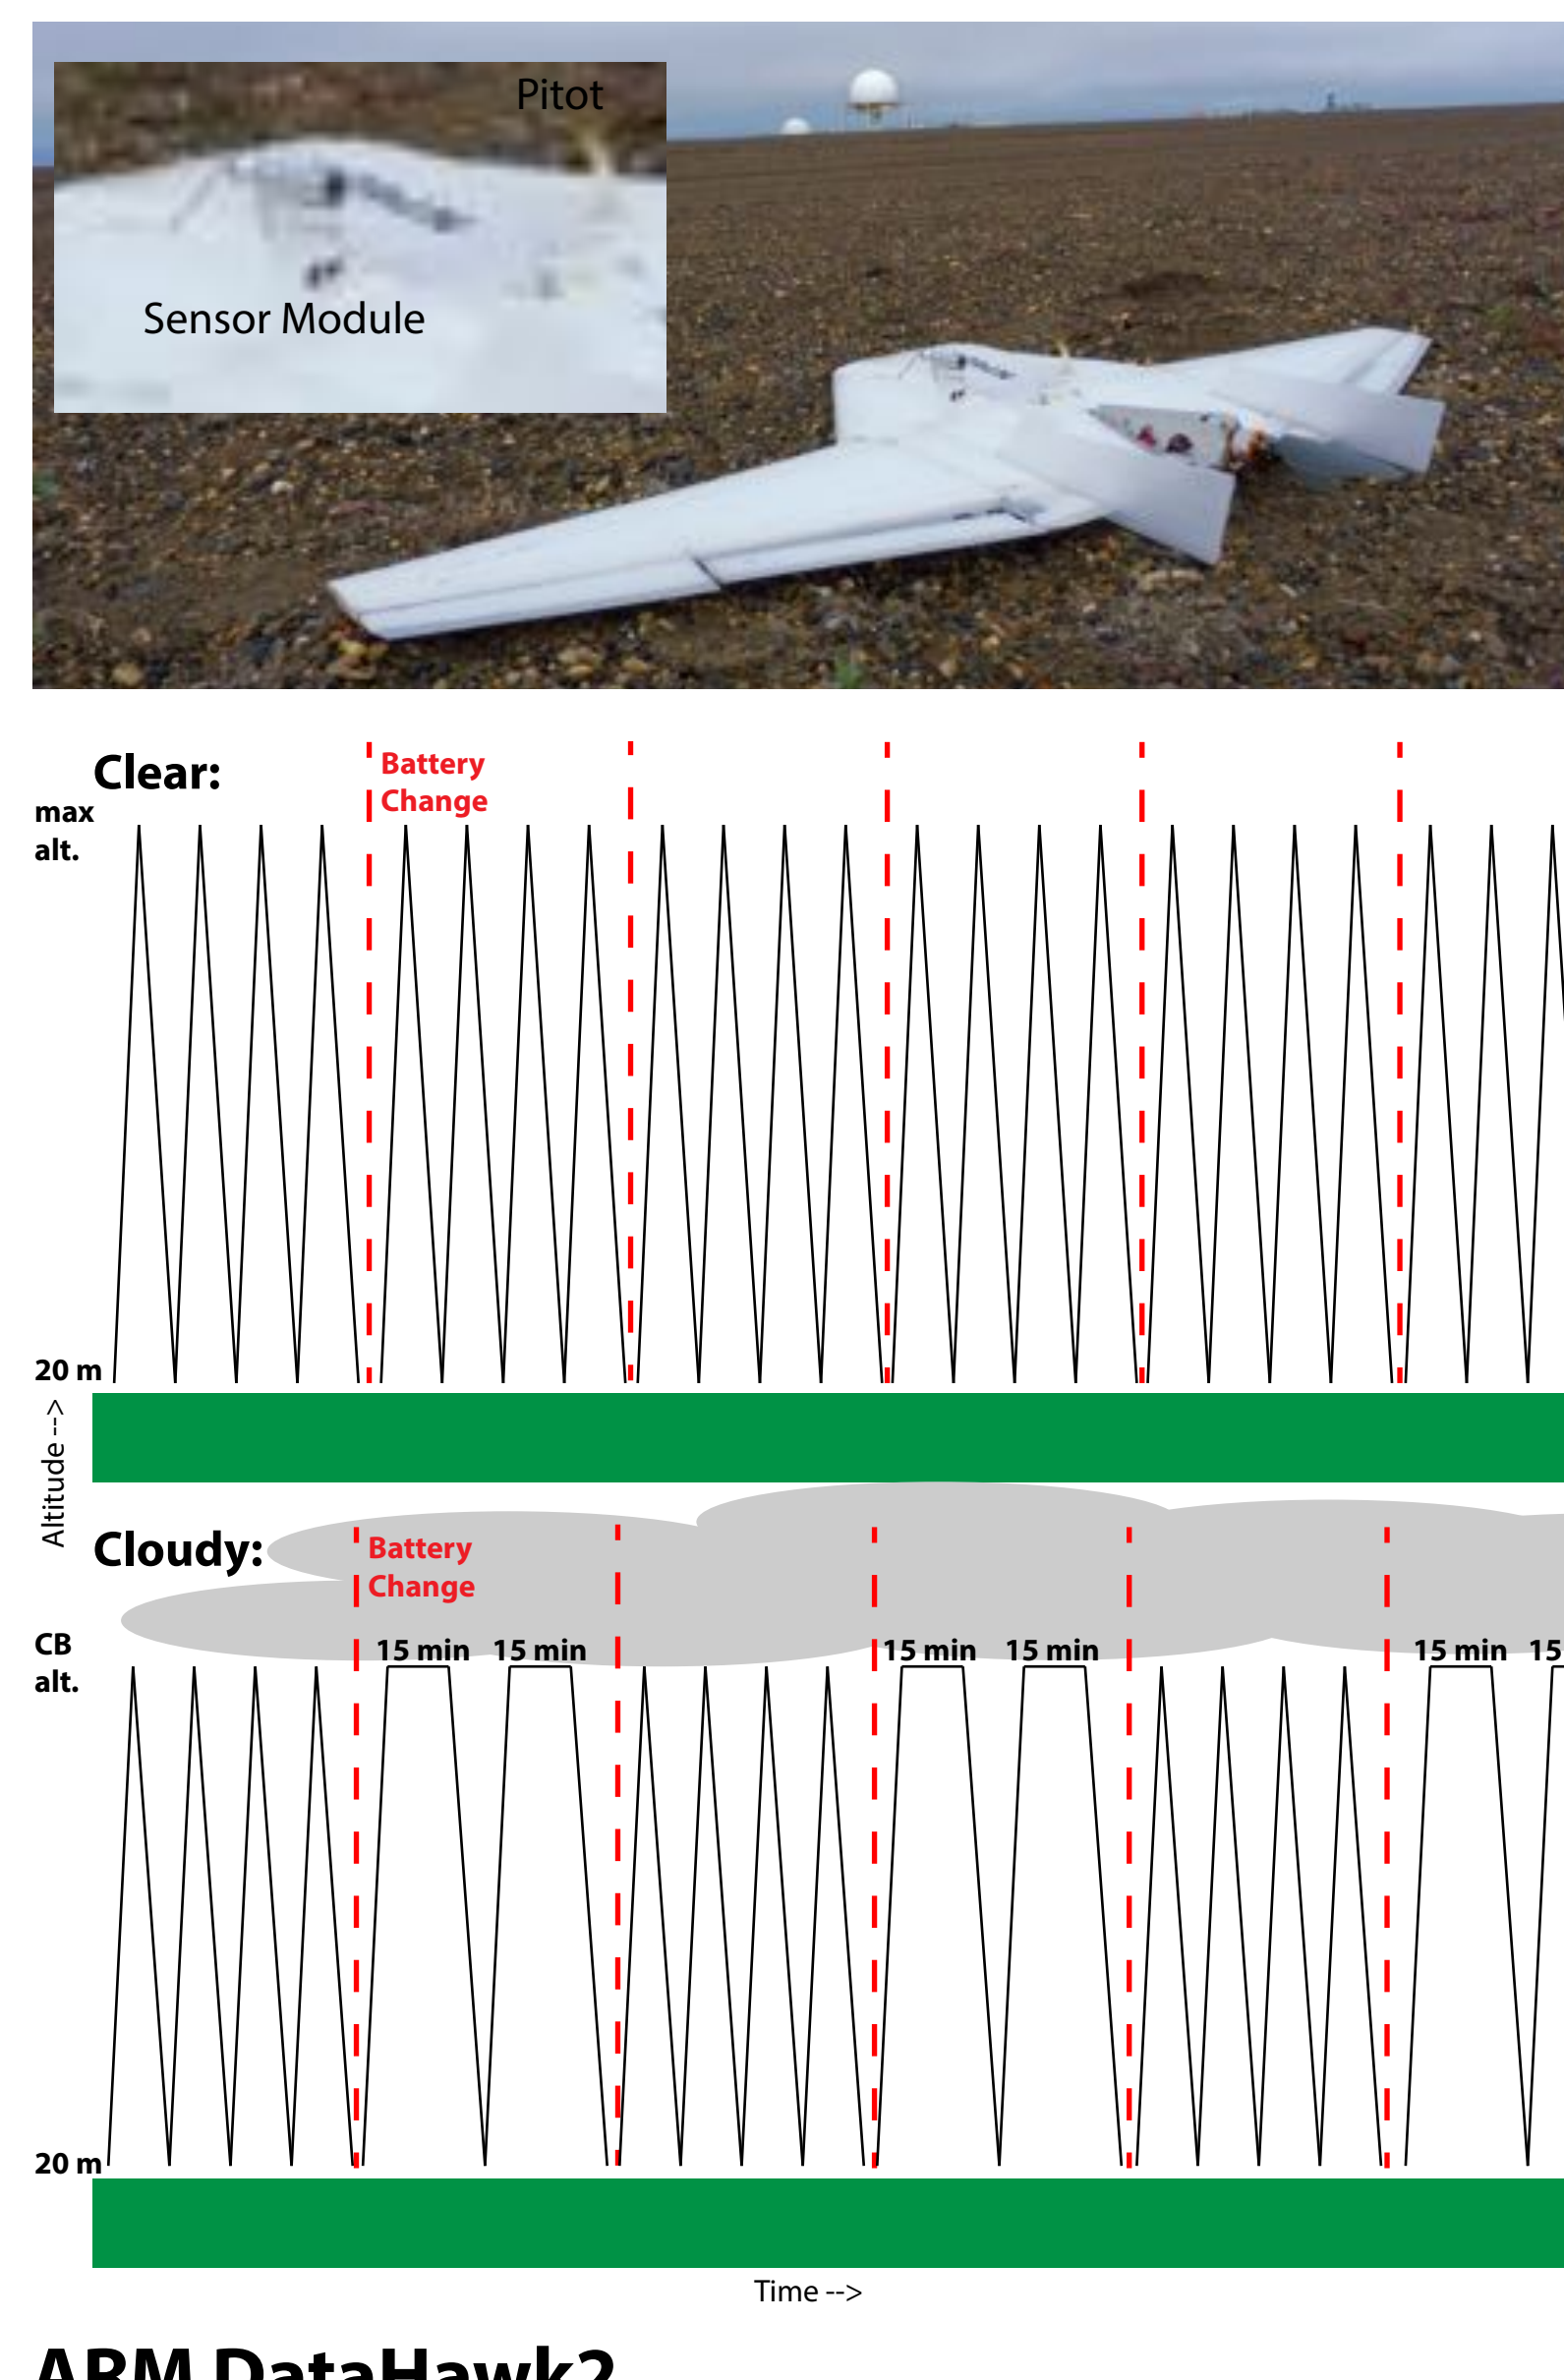 Pitot
Sensor Module
Clear:
Battery
Change
max
alt.
20 m
Altitude -->
Cloudy:
Battery
Change
CB
alt.
15 min 15 min 15 min 15 min 15 min 15
20 m
Time -->
ARM DataHawk2